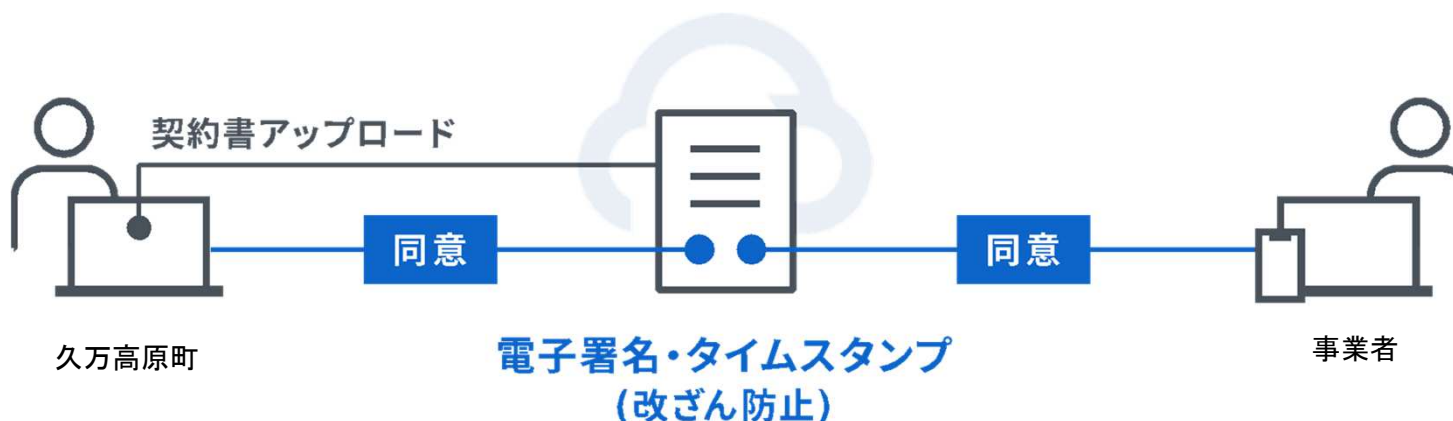 契約書アップロード
同意
同意
久万高原町
電子署名・タイムスタンプ
(改ざん防止)
事業者